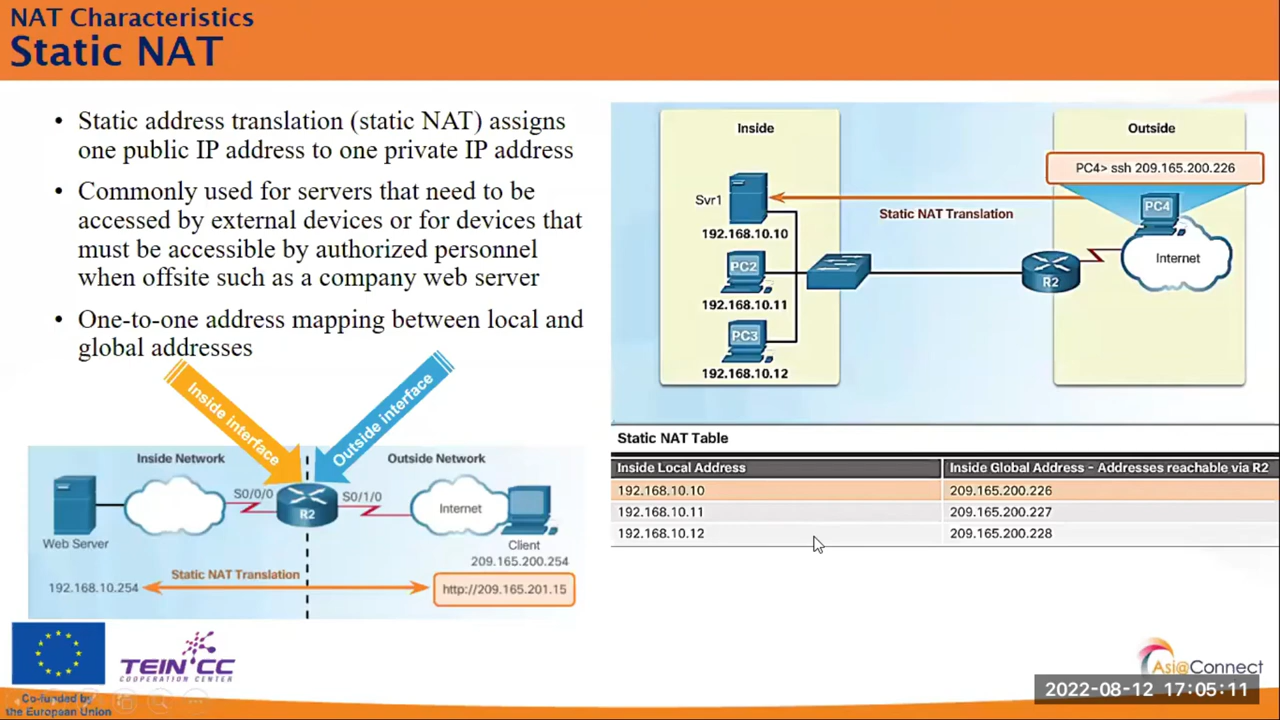 NAT Characteristics
Static NAT
• Static address translation (static NAT) assigns
one public IP address to one private IP address
• Commonly used for servers that need to be
accessed by external devices or for devices that
must be accessible by authorized personnel
when offsite such as a company web server
• One-to-one address mapping between local and
global addresses
Inside interface
Outside interface
Inside Network
Outside Network
S0/0/0
S0/1/0
R2
Internet
Web Server
Client
209.165.200.254
Static NAT Translation
192.168.10.254
http://209.165.201.15
Inside
Outside
PC4> ssh 209.165.200.226
Svr1
PC4
Static NAT Translation
192.168.10.10
PC2
Internet
R2
192.168.10.11
PC3
192.168.10.12
Static NAT Table
Inside Local Address
Inside Global Address - Addresses reachable via R2
192.168.10.10
209.165.200.226
192.168.10.11
209.165.200.227
192.168.10.12
209.165.200.228
TEIN*CC
COOPERATION CENTER
Co-funded by
the European Union
Asi@Connect
2022-08-12 17:05:11